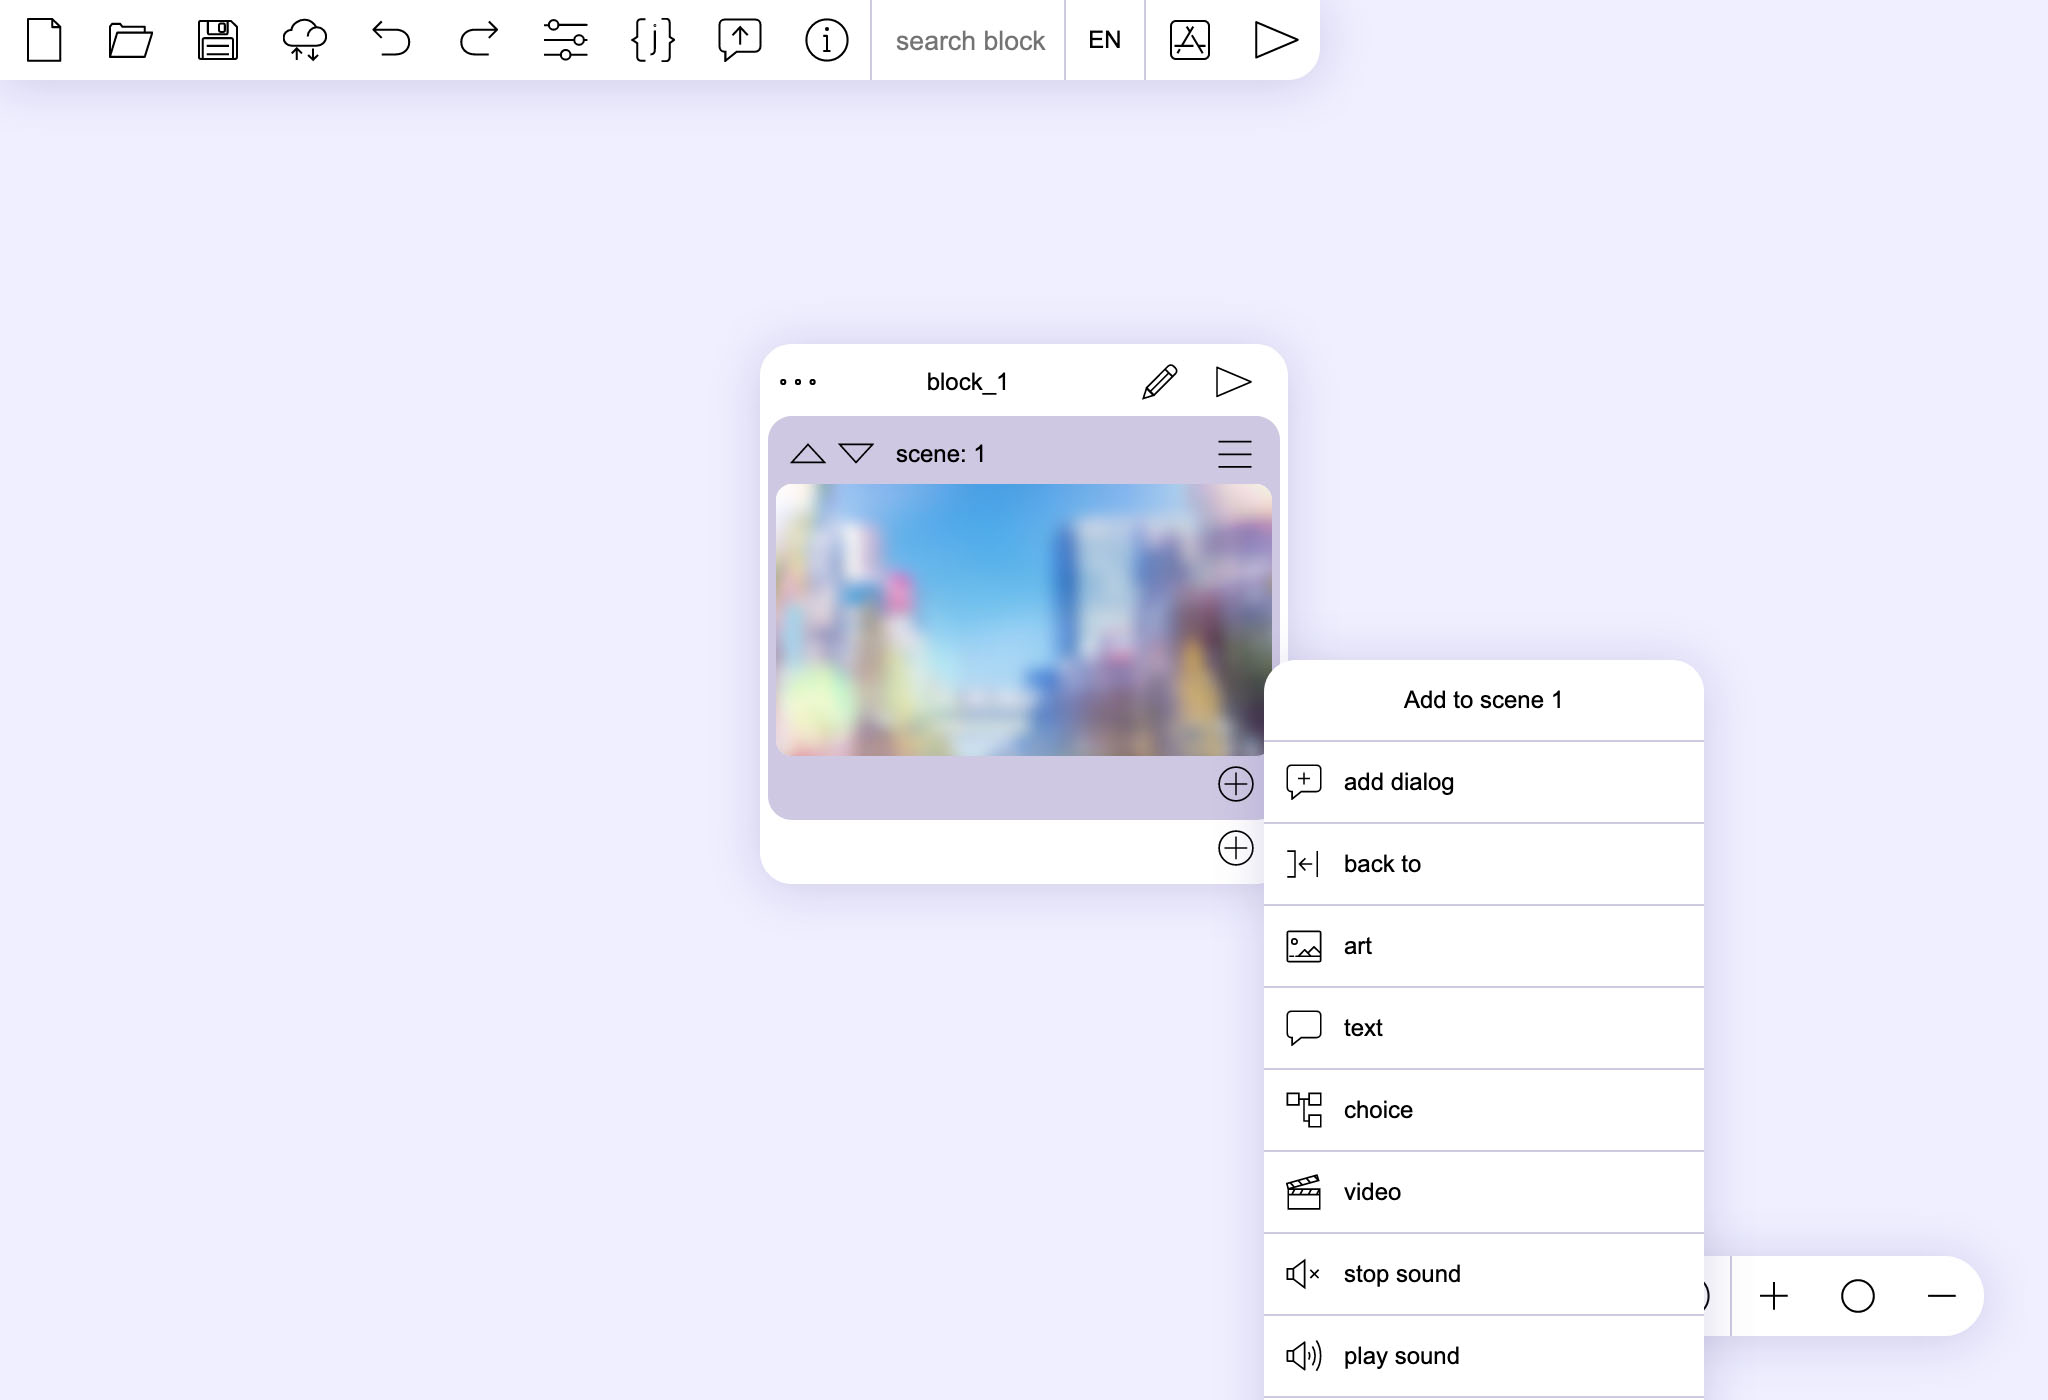 search block
EN
block_1
scene: 1
Add to scene 1
add dialog
back to
art
text
choice
video
stop sound
play sound